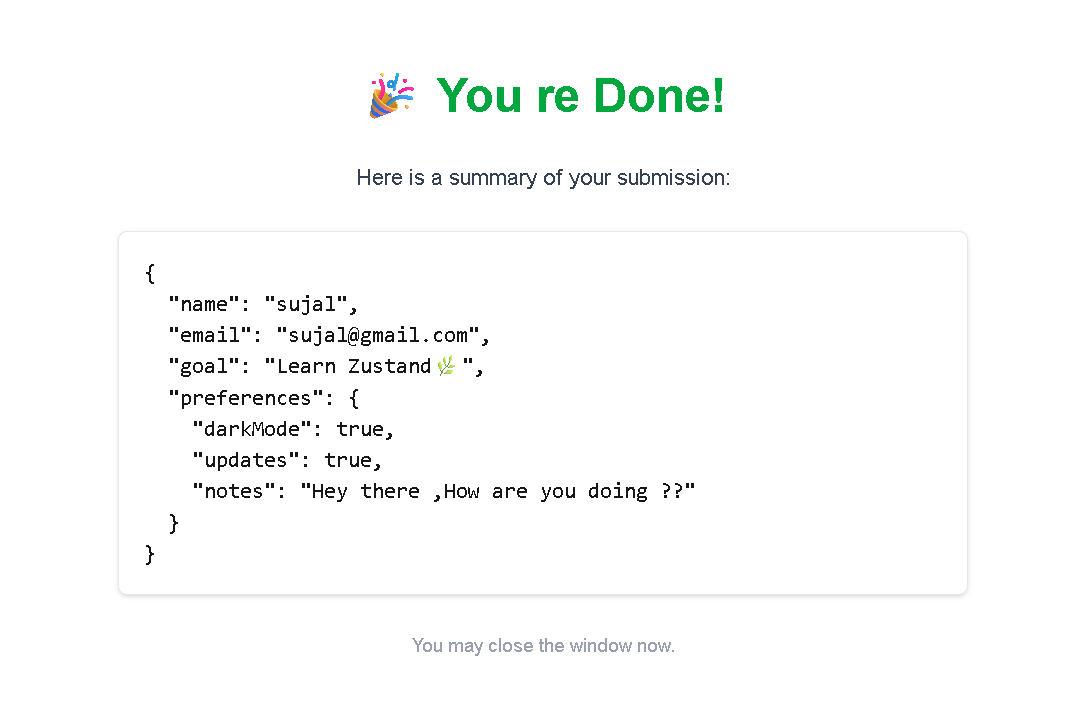 🎉 You re Done!
Here is a summary of your submission:
{
  "name": "sujal",
  "email": "sujal@gmail.com",
  "goal": "Learn Zustand🌿",
  "preferences": {
    "darkMode": true,
    "updates": true,
    "notes": "Hey there ,How are you doing ??"
  }
}
You may close the window now.